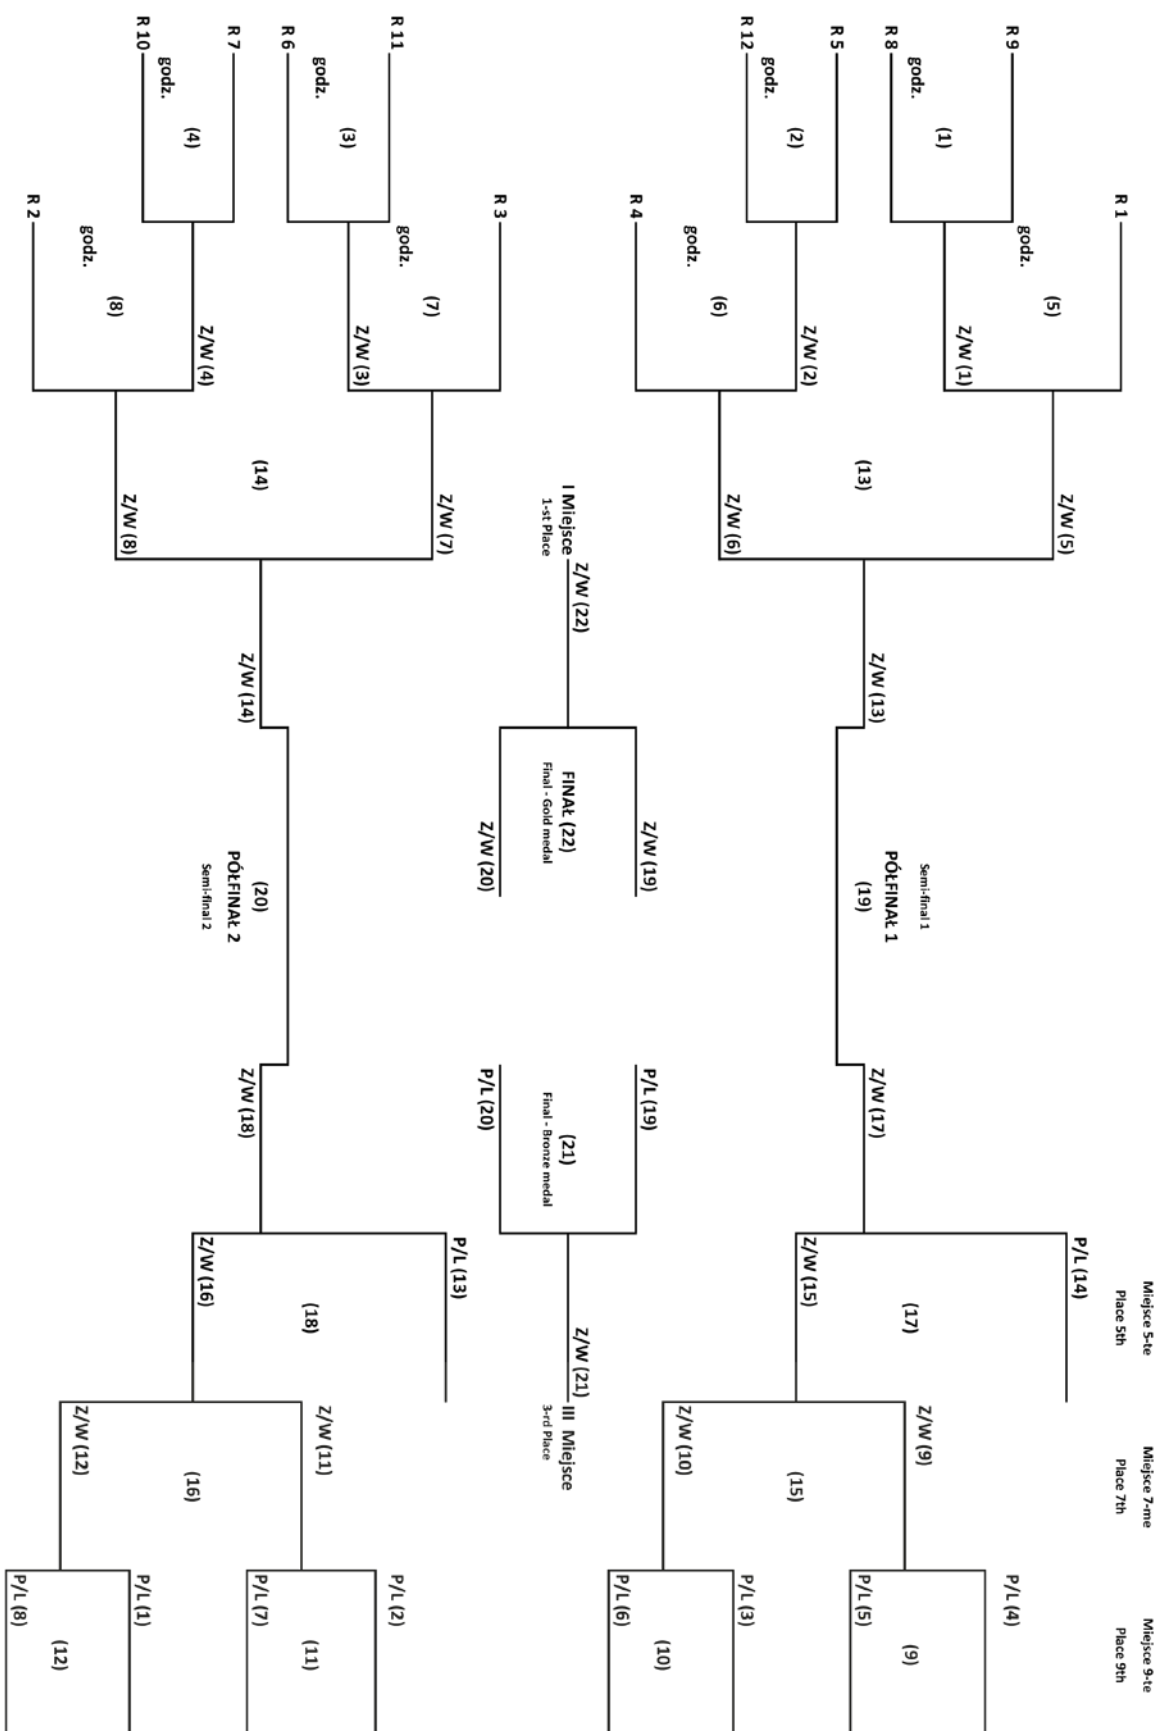 Miejsce 5-te
Place 5th
Miejsce 7-me
Place 7th
Miejsce 9-te
Place 9th
R 1
godz.
(5)
R 9
(1)
godz.
R 8
Z/W (1)
Z/W (5)
(13)
R 5
(2)
godz.
R 12
Z/W (2)
(6)
godz.
R 4
Z/W (6)
Z/W (13)
Semi-final 1
PÓŁFINAŁ 1
(19)
Z/W (17)
P/L (14)
(17)
Z/W (15)
Z/W (9)
(15)
Z/W (10)
P/L (4)
(9)
P/L (5)
P/L (3)
(10)
P/L (6)
I Miejsce
1-st Place
Z/W (22)
Z/W (19)
FINAŁ (22)
Final - Gold medal
Z/W (20)
P/L (19)
(21)
Final - Bronze medal
P/L (20)
Z/W (21)
III Miejsce
3-rd Place
R 3
godz.
(7)
R 11
(3)
godz.
R 6
Z/W (3)
Z/W (7)
(14)
R 7
(4)
godz.
R 10
Z/W (4)
(8)
godz.
R 2
Z/W (8)
Z/W (14)
(20)
PÓŁFINAŁ 2
Semi-final 2
Z/W (18)
P/L (13)
(18)
Z/W (16)
Z/W (11)
(16)
Z/W (12)
P/L (2)
(11)
P/L (7)
P/L (1)
(12)
P/L (8)